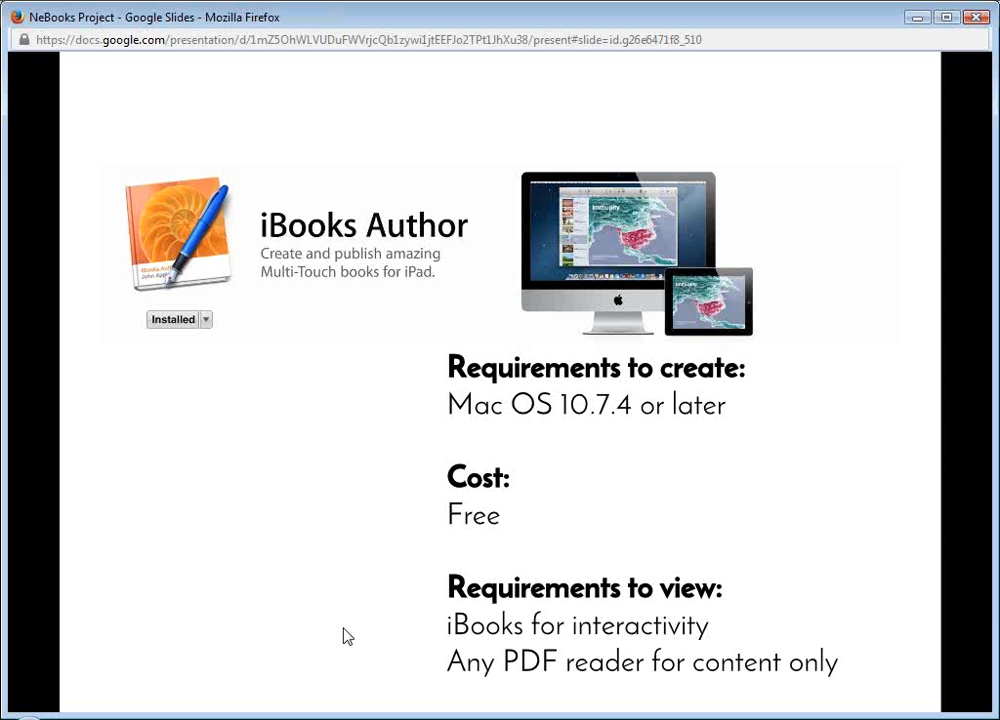 NeBooks Project - Google Slides - Mozilla Firefox
https://docs.google.com/presentation/d/1mZ5OhWLVUDuFWVrjcQb1zywi1jtEEFJo2TPt1JhXu38/present#slide=id.g26e6471f8_510
iBooks Author
Create and publish amazing
Multi-Touch books for iPad.
Installed
Requirements to create:
Mac OS 10.7.4 or later
Cost:
Free
Requirements to view:
iBooks for interactivity
Any PDF reader for content only